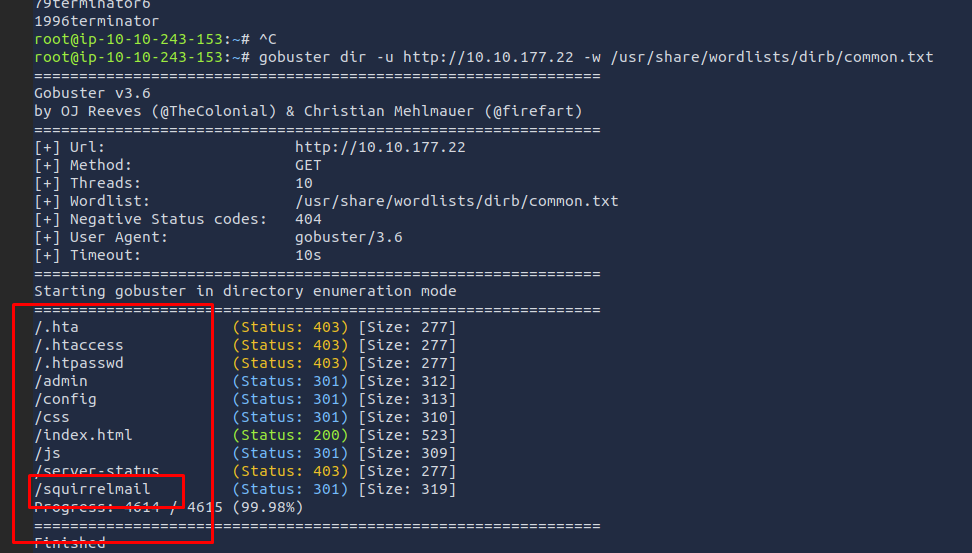 79terminator6
1996terminator
root@ip-10-10-243-153:~# ^C
root@ip-10-10-243-153:~# gobuster dir -u http://10.10.177.22 -w /usr/share/wordlists/dirb/common.txt
===============================================================
Gobuster v3.6
by OJ Reeves (@TheColonial) & Christian Mehlmauer (@firefart)
===============================================================
[+] Url:                     http://10.10.177.22
[+] Method:                  GET
[+] Threads:                 10
[+] Wordlist:                /usr/share/wordlists/dirb/common.txt
[+] Negative Status codes:   404
[+] User Agent:              gobuster/3.6
[+] Timeout:                 10s
===============================================================
Starting gobuster in directory enumeration mode
===============================================================
/.hta                 (Status: 403) [Size: 277]
/.htaccess            (Status: 403) [Size: 277]
/.htpasswd            (Status: 403) [Size: 277]
/admin                (Status: 301) [Size: 312]
/config               (Status: 301) [Size: 313]
/css                  (Status: 301) [Size: 310]
/index.html           (Status: 200) [Size: 523]
/js                   (Status: 301) [Size: 309]
/server-status        (Status: 403) [Size: 277]
/squirrelmail         (Status: 301) [Size: 319]
Progress: 4614 / 4615 (99.98%)
===============================================================
Finished